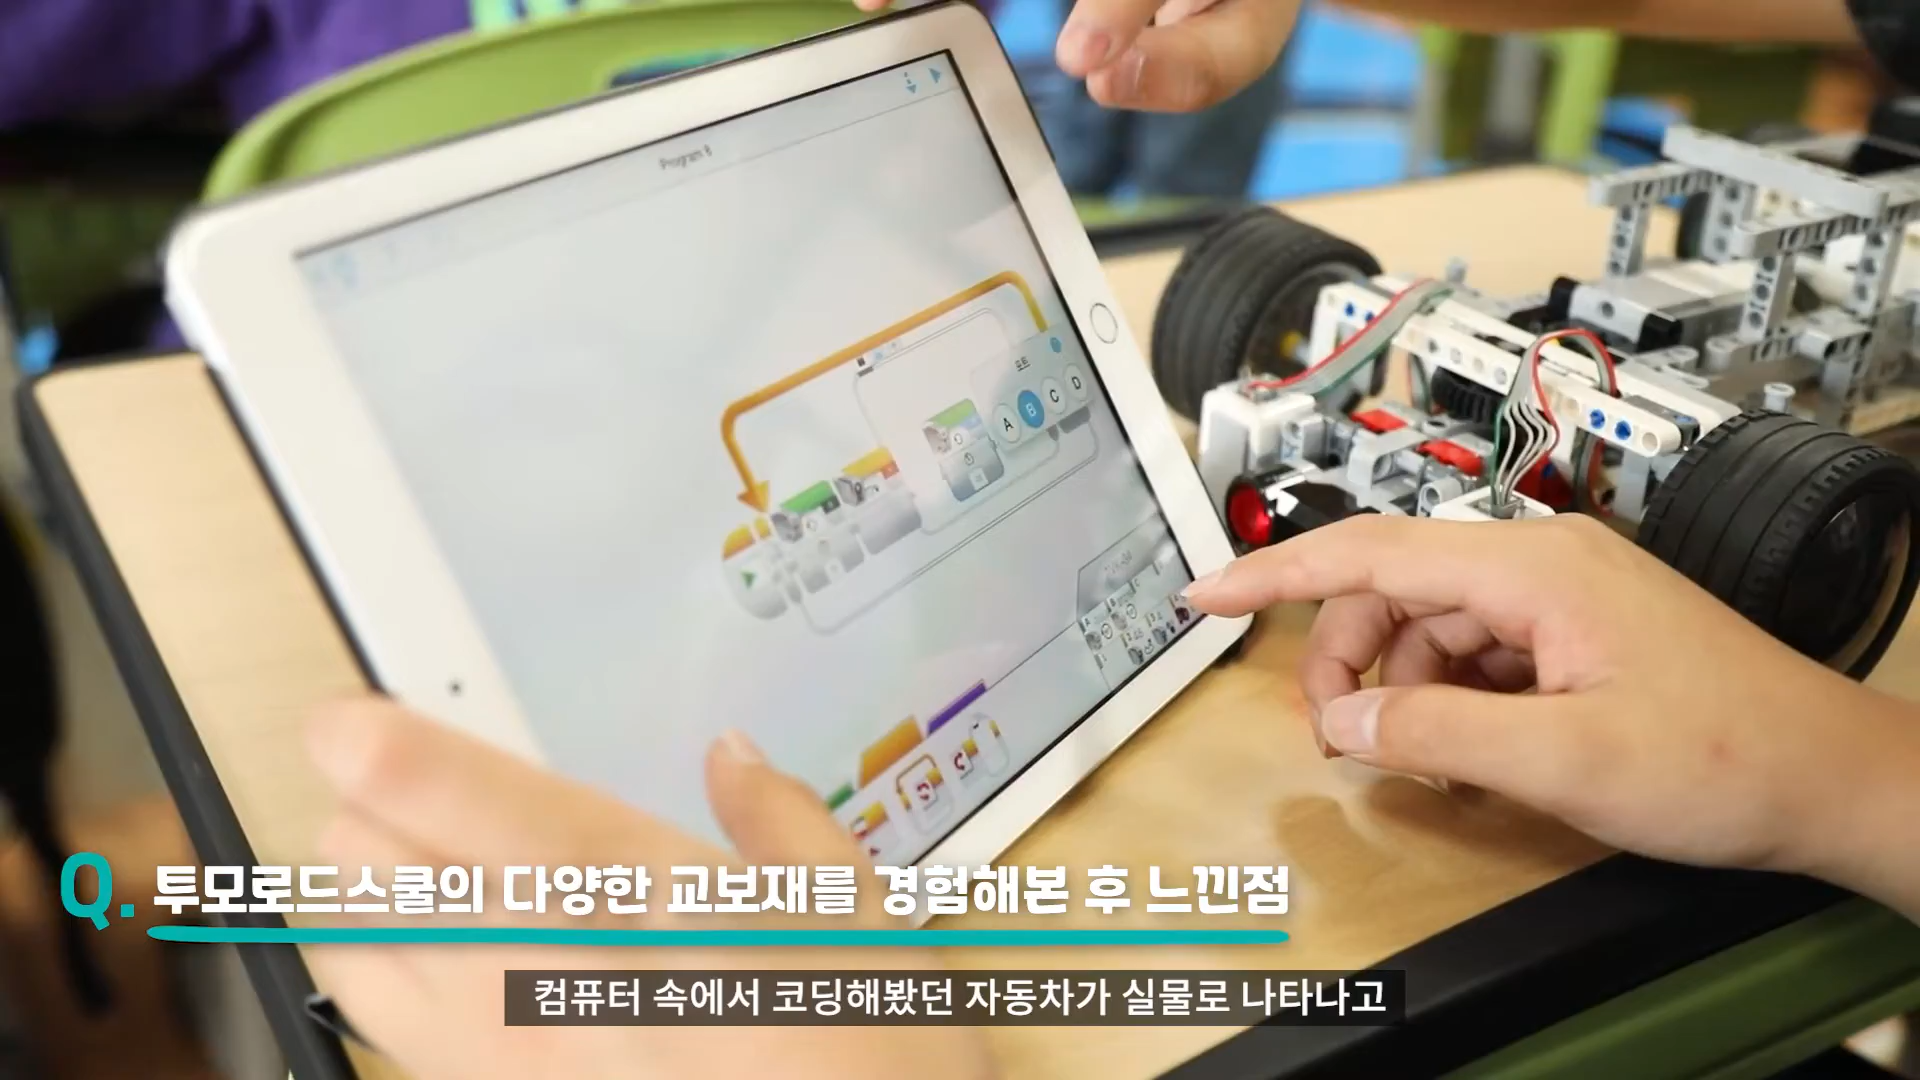 Program 6
A B C D
Q. 투모로드스쿨의 다양한 교보재를 경험해본 후 느낀점
컴퓨터 속에서 코딩해봤던 자동차가 실물로 나타나고